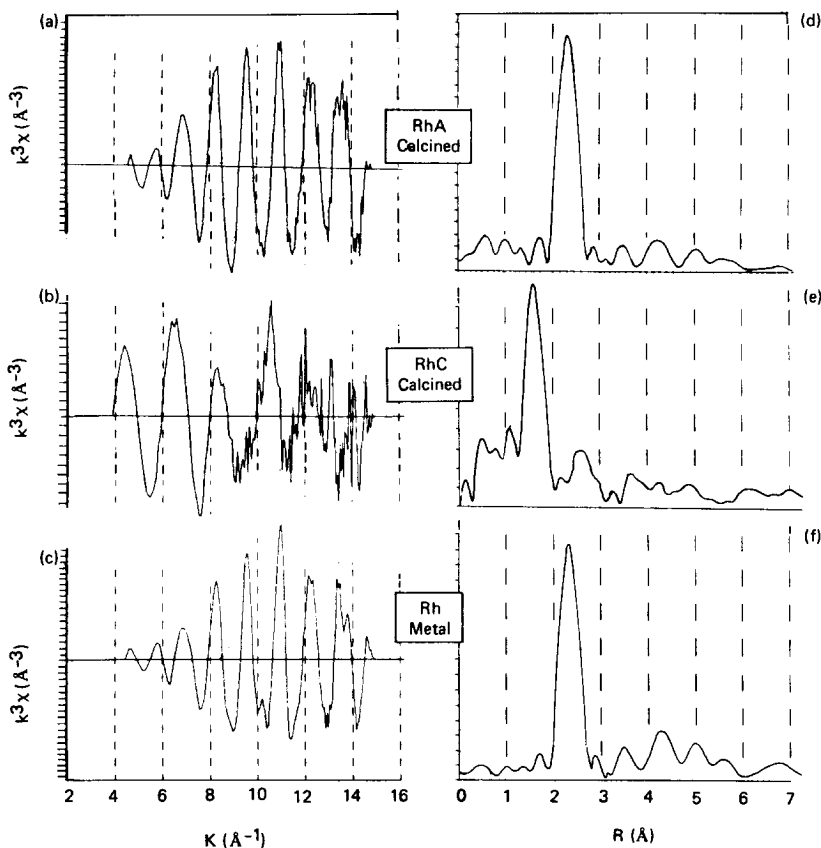 (a)
k³χ (Å⁻³)
RhA
Calcined
(d)
(b)
k³χ (Å⁻³)
RhC
Calcined
(e)
(c)
k³χ (Å⁻³)
Rh
Metal
(f)
2 4 6 8 10 12 14 16
K (Å⁻¹)
0 1 2 3 4 5 6 7
R (Å)